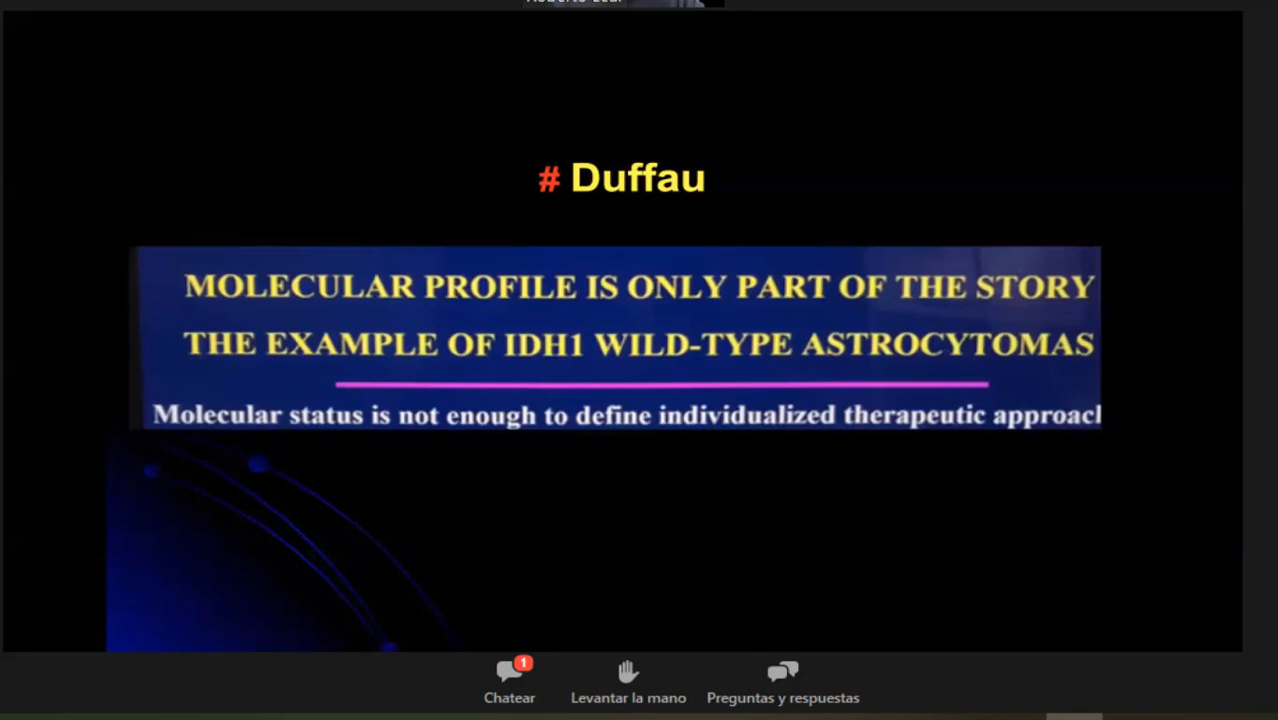 # Duffau
MOLECULAR PROFILE IS ONLY PART OF THE STORY
THE EXAMPLE OF IDH1 WILD-TYPE ASTROCYTOMAS
Molecular status is not enough to define individualized therapeutic
1
Chatear
Levantar la mano
Preguntas y respuestas